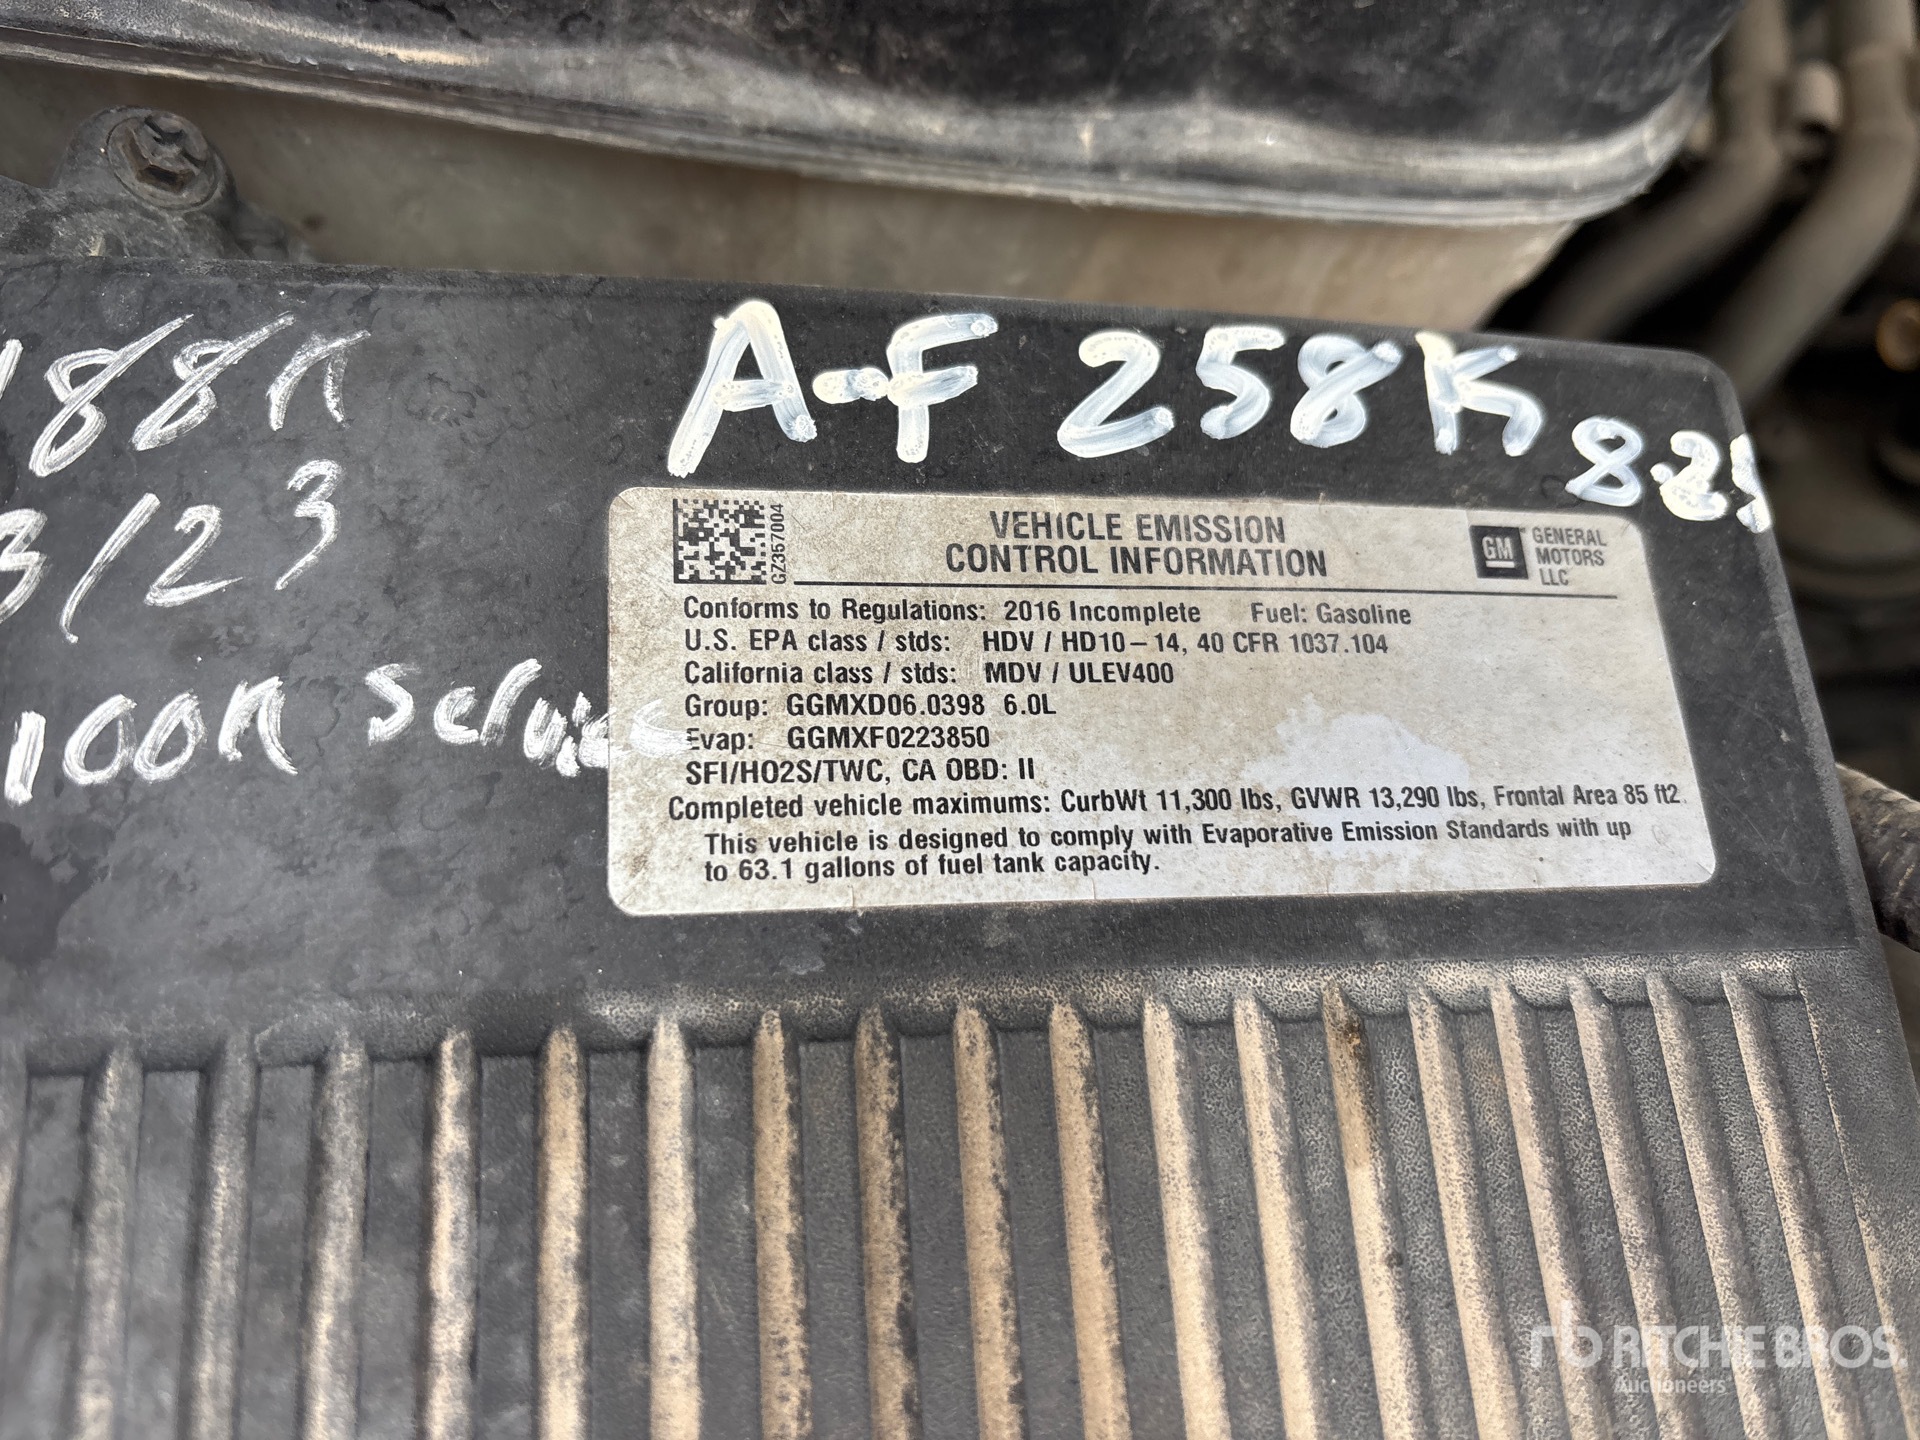 188K
3/23
100K Service
A-F 258K
8-25
GZ357004
VEHICLE EMISSION
CONTROL INFORMATION
GM
GENERAL
MOTORS
LLC
Conforms to Regulations: 2016 Incomplete Fuel: Gasoline
U.S. EPA class / stds: HDV / HD10-14, 40 CFR 1037.104
California class / stds: MDV / ULEV400
Group: GGMXD06.0398 6.0L
Evap: GGMXF0223850
SFI/HO2S/TWC, CA OBD: II
Completed vehicle maximums: CurbWt 11,300 lbs, GVWR 13,290 lbs, Frontal Area 85 ft2.
This vehicle is designed to comply with Evaporative Emission Standards with up
to 63.1 gallons of fuel tank capacity.
rb RITCHIE BROS.
Auctioneers